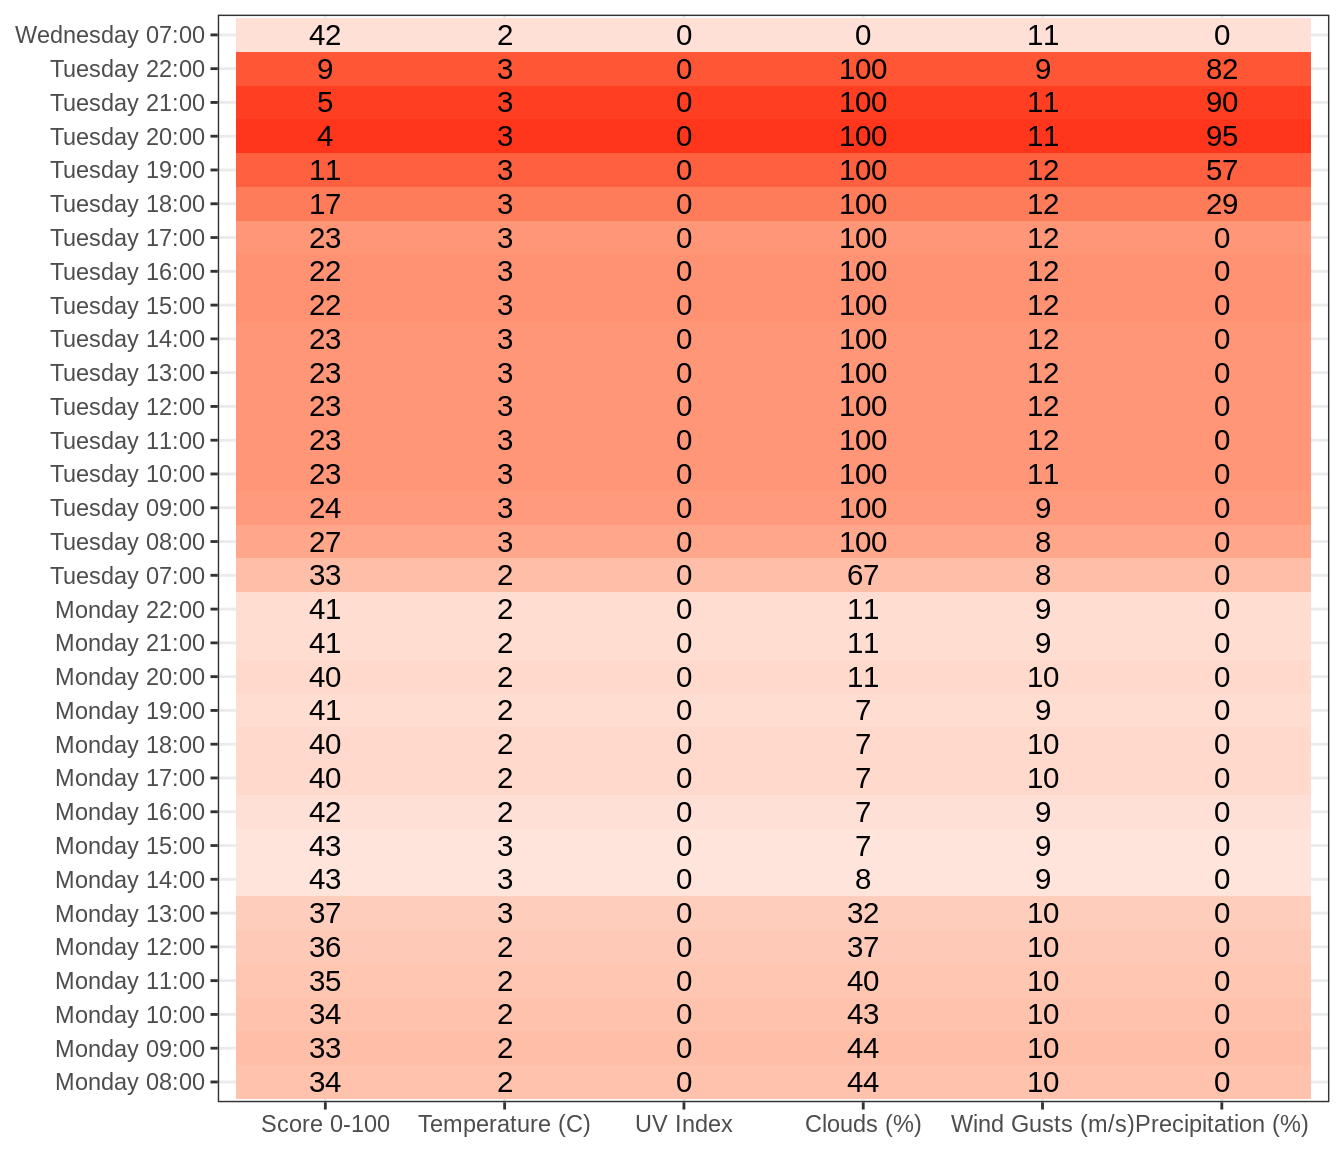 Wednesday 07:00 42 2 0 0 11 0
Tuesday 22:00 9 3 0 100 9 82
Tuesday 21:00 5 3 0 100 11 90
Tuesday 20:00 4 3 0 100 11 95
Tuesday 19:00 11 3 0 100 12 57
Tuesday 18:00 17 3 0 100 12 29
Tuesday 17:00 23 3 0 100 12 0
Tuesday 16:00 22 3 0 100 12 0
Tuesday 15:00 22 3 0 100 12 0
Tuesday 14:00 23 3 0 100 12 0
Tuesday 13:00 23 3 0 100 12 0
Tuesday 12:00 23 3 0 100 12 0
Tuesday 11:00 23 3 0 100 12 0
Tuesday 10:00 23 3 0 100 11 0
Tuesday 09:00 24 3 0 100 9 0
Tuesday 08:00 27 3 0 100 8 0
Tuesday 07:00 33 2 0 67 8 0
Monday 22:00 41 2 0 11 9 0
Monday 21:00 41 2 0 11 9 0
Monday 20:00 40 2 0 11 10 0
Monday 19:00 41 2 0 7 9 0
Monday 18:00 40 2 0 7 10 0
Monday 17:00 40 2 0 7 10 0
Monday 16:00 42 2 0 7 9 0
Monday 15:00 43 3 0 7 9 0
Monday 14:00 43 3 0 8 9 0
Monday 13:00 37 3 0 32 10 0
Monday 12:00 36 2 0 37 10 0
Monday 11:00 35 2 0 40 10 0
Monday 10:00 34 2 0 43 10 0
Monday 09:00 33 2 0 44 10 0
Monday 08:00 34 2 0 44 10 0
Score 0-100 Temperature (C) UV Index Clouds (%) Wind Gusts (m/s) Precipitation (%)